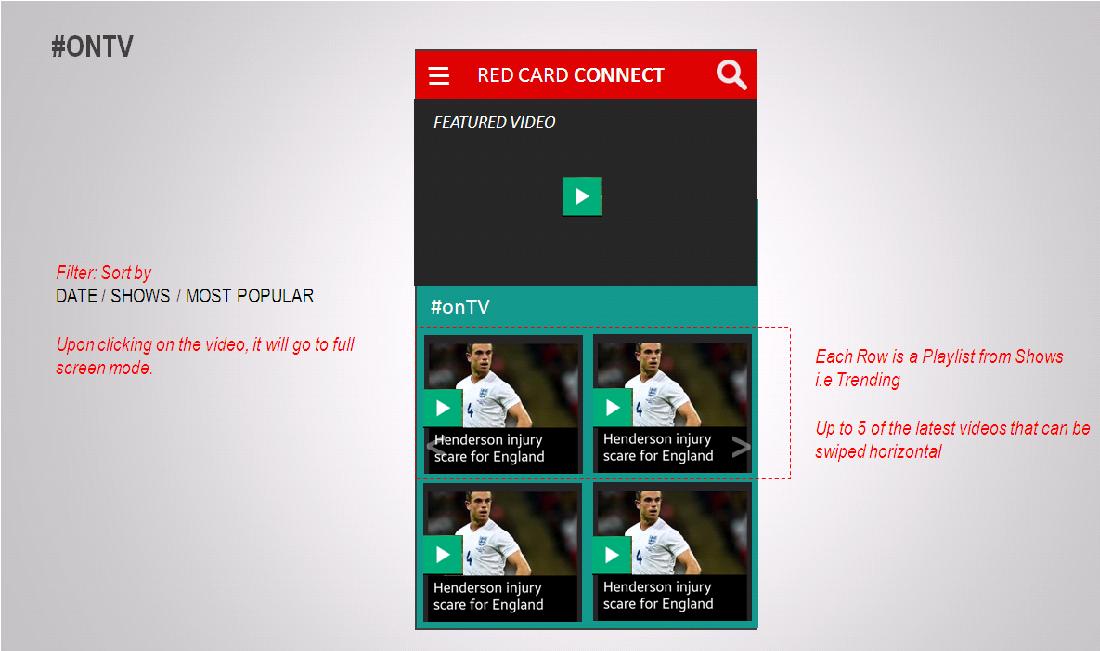 #ONTV
RED CARD CONNECT
FEATURED VIDEO
Filter: Sort by
DATE / SHOWS / MOST POPULAR
Upon clicking on the video, it will go to full
screen mode.
#onTV
Henderson injury
scare for England
Henderson injury
scare for England
Each Row is a Playlist from Shows
i.e Trending
Up to 5 of the latest videos that can be
swiped horizontal
Henderson injury
scare for England
Henderson injury
scare for England